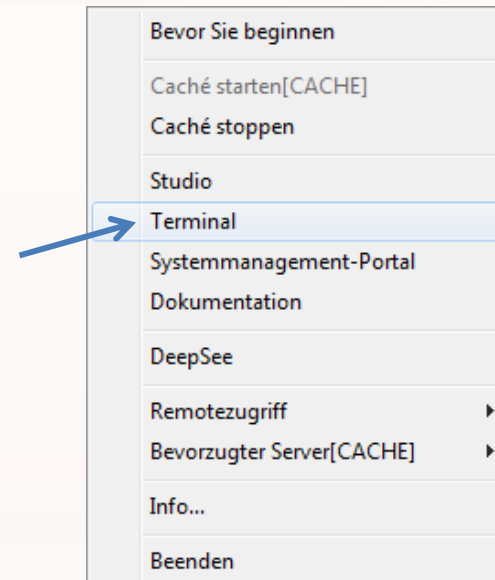 Bevor Sie beginnen
Caché starten[CACHE]
Caché stoppen
Studio
Terminal
Systemmanagement-Portal
Dokumentation
DeepSee
Remotezugriff
Bevorzugter Server[CACHE]
Info...
Beenden